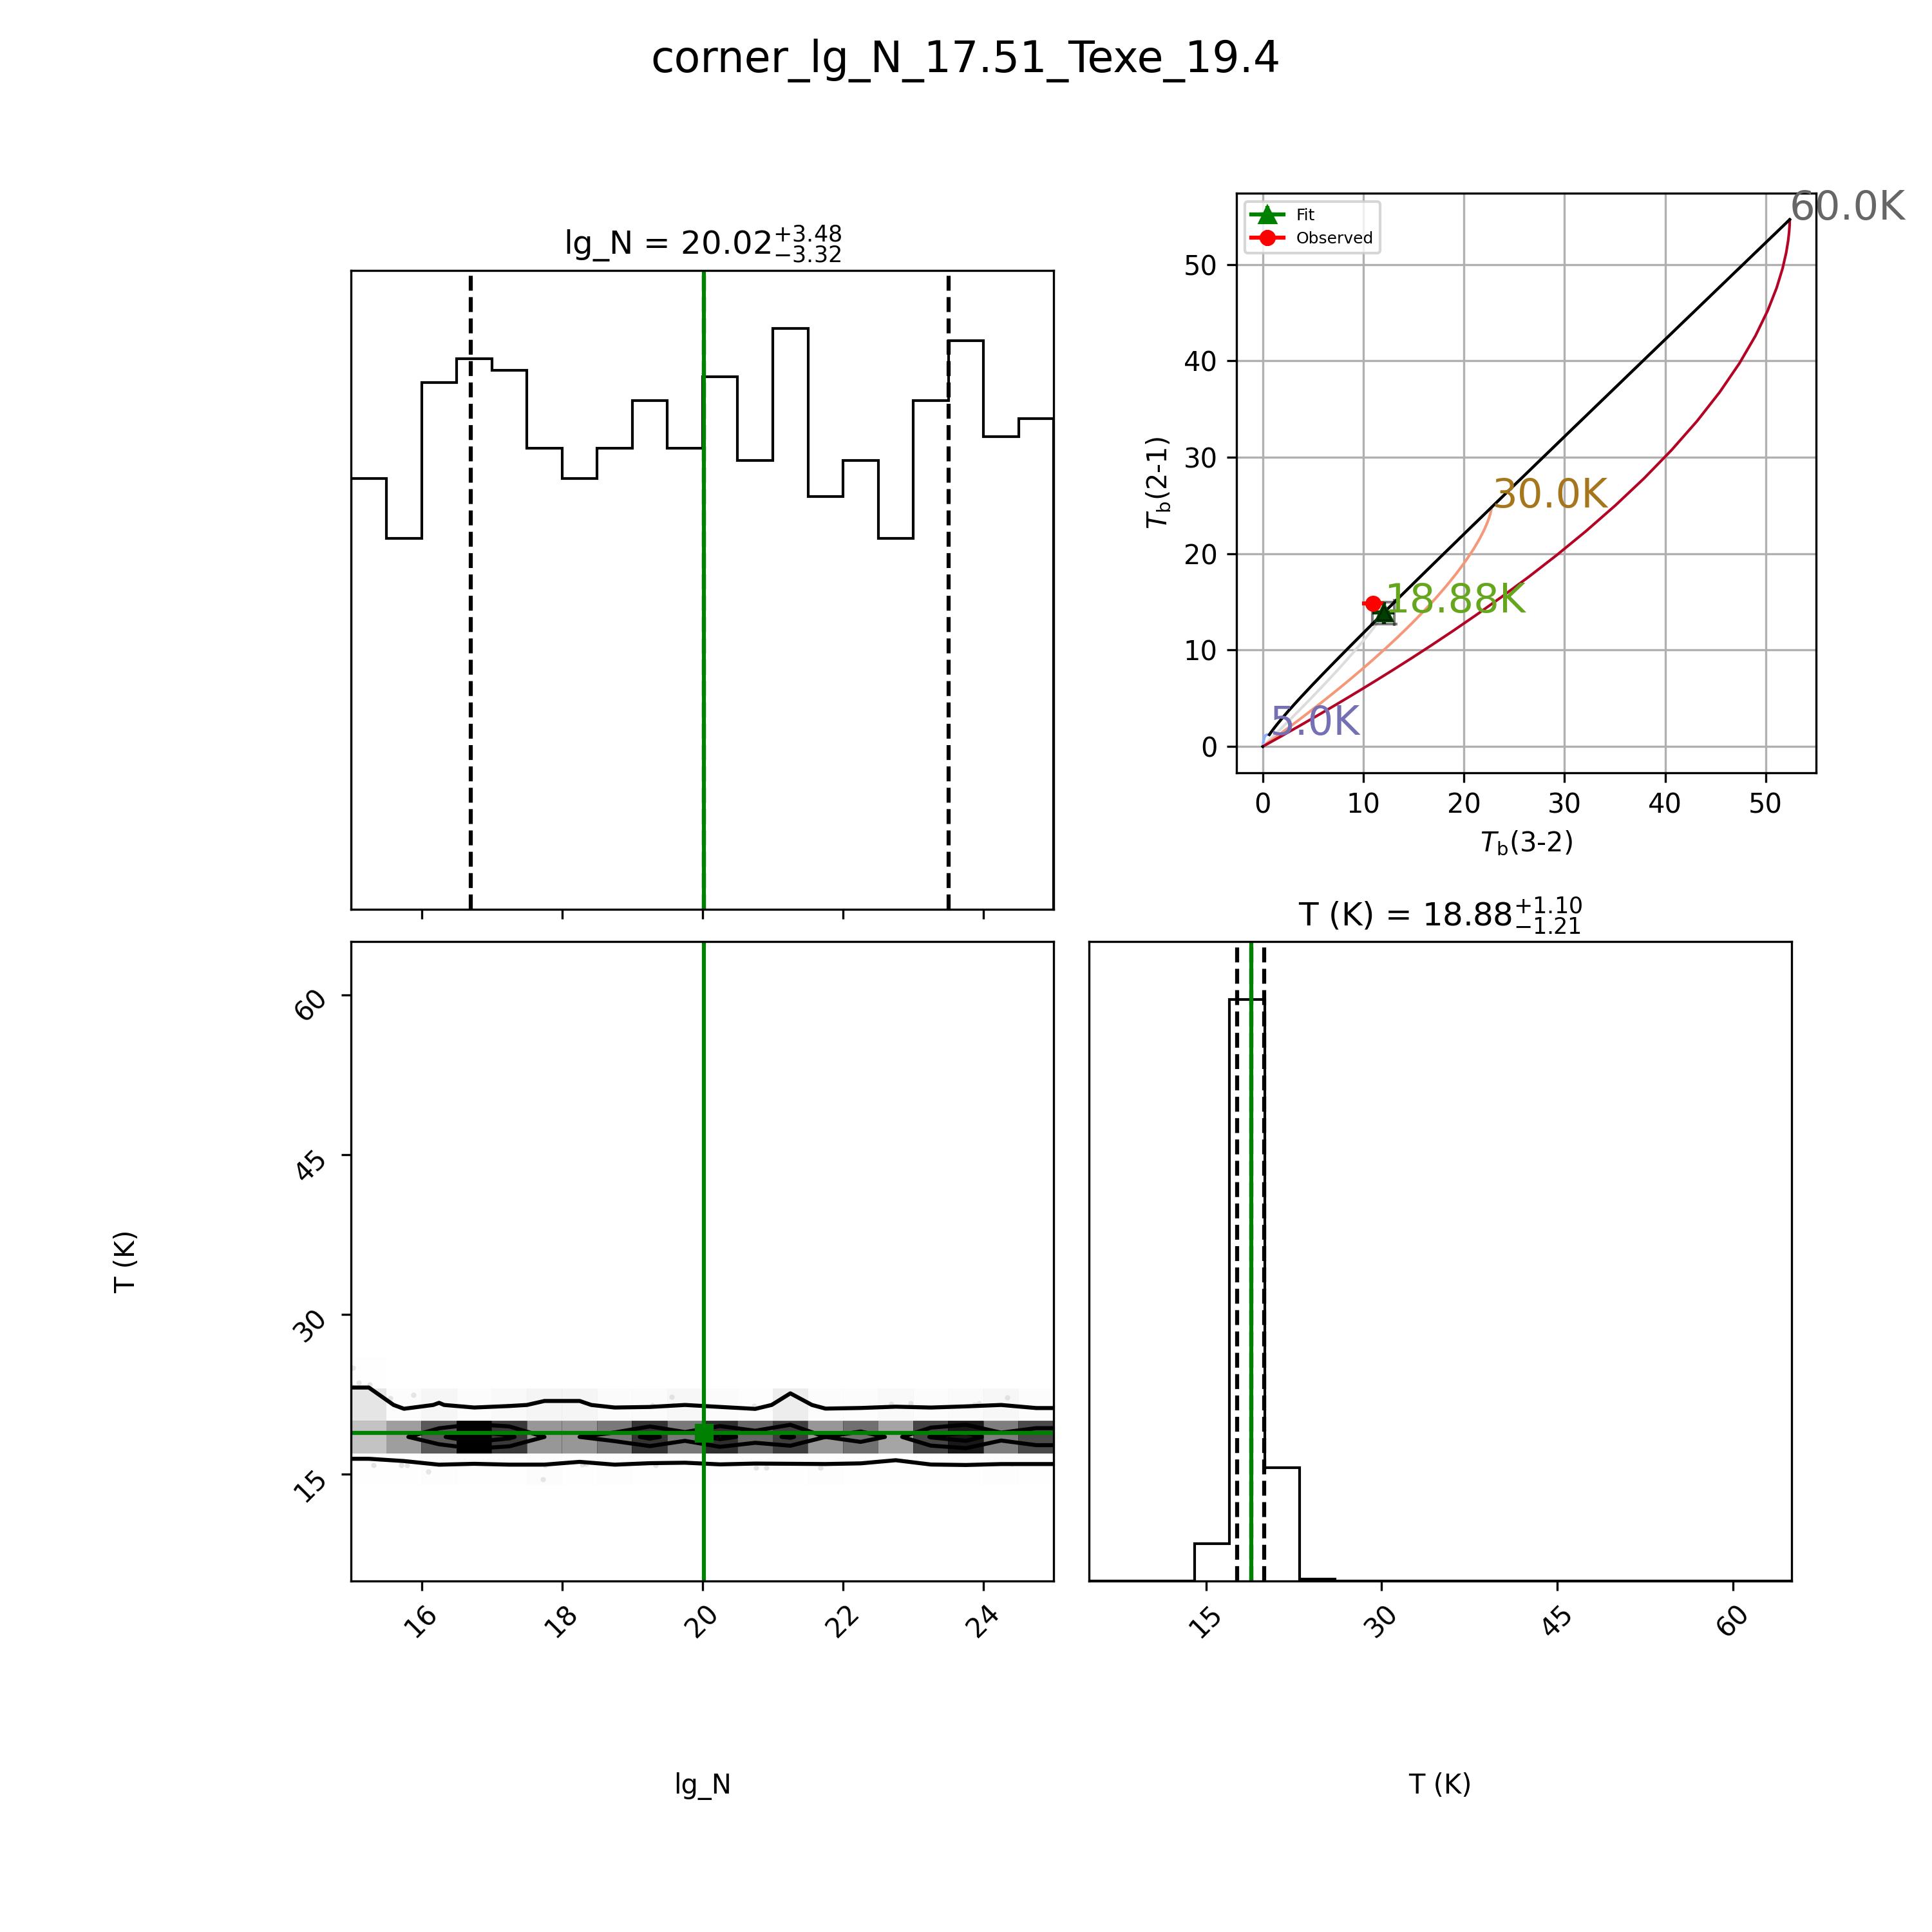 corner_lg_N_17.51_Texe_19.4
lg_N = 20.02+3.48−3.32
Fit
Observed
60.0K
30.0K
18.88K
5.0K
50
40
30
20
10
0
Tb(2-1)
0 10 20 30 40 50
Tb(3-2)
T (K) = 18.88+1.10−1.21
60
45
30
15
T (K)
16 18 20 22 24
lg_N
15 30 45 60
T (K)